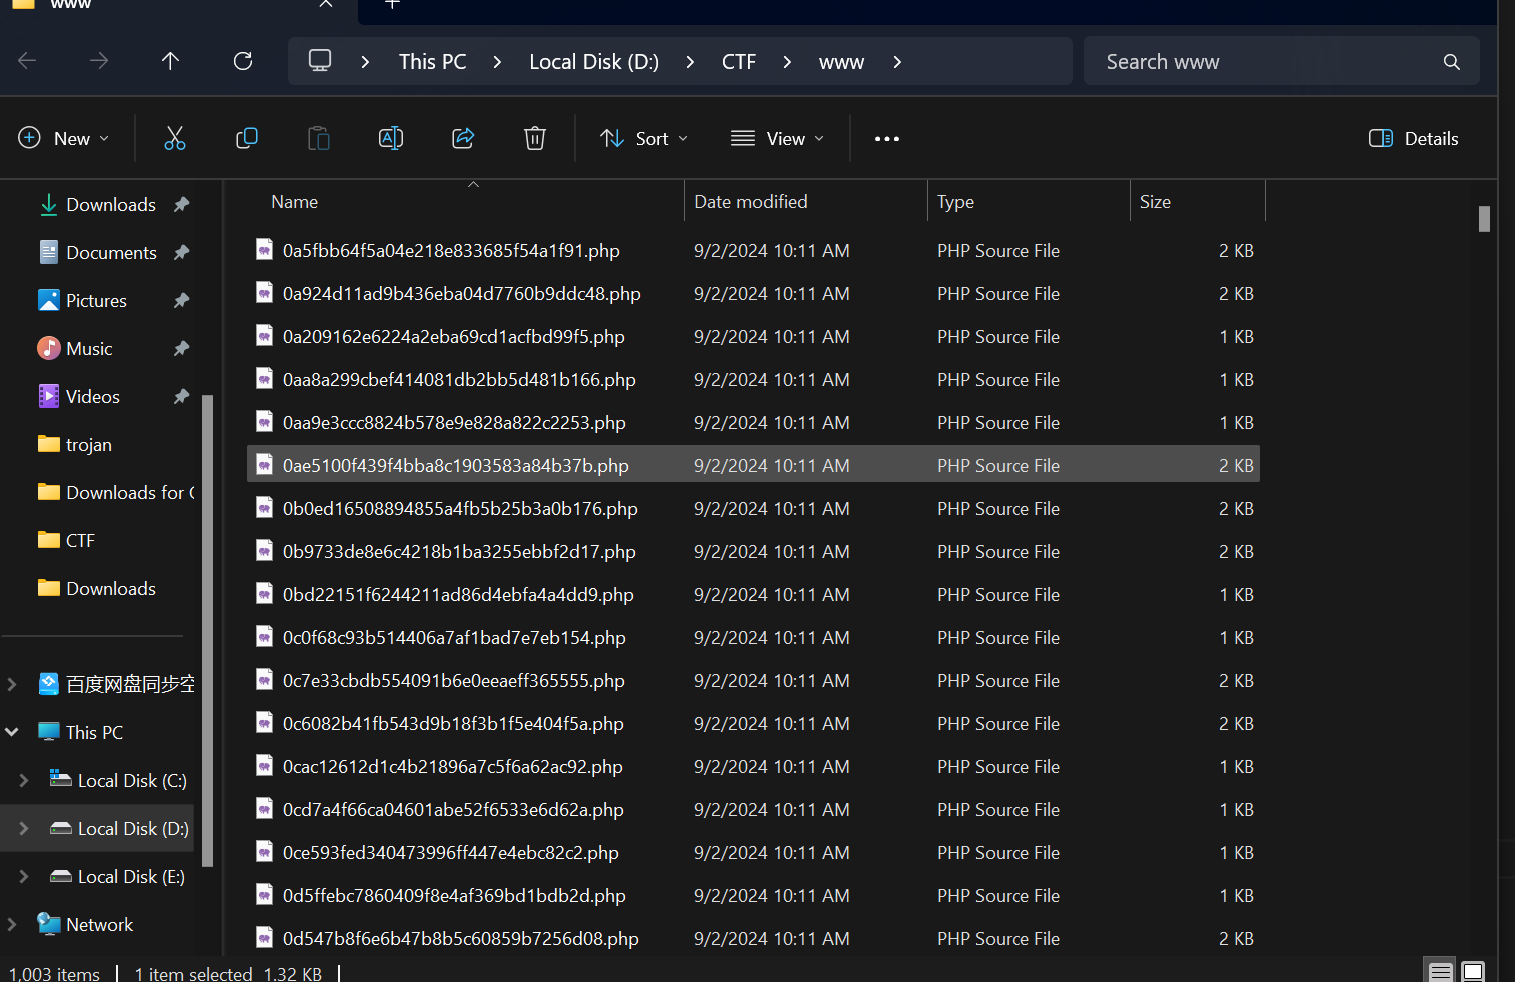 www
This PC
Local Disk (D:)
CTF
www
Search www
New
Sort
View
Details
Downloads
Documents
Pictures
Music
Videos
trojan
Downloads for
CTF
Downloads
百度网盘同步空
This PC
Local Disk (C:)
Local Disk (D:)
Local Disk (E:)
Network
Name Date modified Type Size
0a5fbb64f5a04e218e833685f54a1f91.php 9/2/2024 10:11 AM PHP Source File 2 KB
0a924d11ad9b436eba04d7760b9ddc48.php 9/2/2024 10:11 AM PHP Source File 2 KB
0a209162e6224a2eba69cd1acfbd99f5.php 9/2/2024 10:11 AM PHP Source File 1 KB
0aa8a299cbef414081db2bb5d481b166.php 9/2/2024 10:11 AM PHP Source File 1 KB
0aa9e3ccc8824b578e9e828a822c2253.php 9/2/2024 10:11 AM PHP Source File 1 KB
0ae5100f439f4bba8c1903583a84b37b.php 9/2/2024 10:11 AM PHP Source File 2 KB
0b0ed16508894855a4fb5b25b3a0b176.php 9/2/2024 10:11 AM PHP Source File 2 KB
0b9733de8e6c4218b1ba3255ebbf2d17.php 9/2/2024 10:11 AM PHP Source File 2 KB
0bd22151f6244211ad86d4ebfa4a4dd9.php 9/2/2024 10:11 AM PHP Source File 1 KB
0c0f68c93b514406a7af1bad7e7eb154.php 9/2/2024 10:11 AM PHP Source File 1 KB
0c7e33cbdb554091b6e0eeaeff365555.php 9/2/2024 10:11 AM PHP Source File 2 KB
0c6082b41fb543d9b18f3b1f5e404f5a.php 9/2/2024 10:11 AM PHP Source File 2 KB
0cac12612d1c4b21896a7c5f6a62ac92.php 9/2/2024 10:11 AM PHP Source File 1 KB
0cd7a4f66ca04601abe52f6533e6d62a.php 9/2/2024 10:11 AM PHP Source File 1 KB
0ce593fed340473996ff447e4ebc82c2.php 9/2/2024 10:11 AM PHP Source File 1 KB
0d5ffebc7860409f8e4af369bd1bdb2d.php 9/2/2024 10:11 AM PHP Source File 1 KB
0d547b8f6e6b47b8b5c60859b7256d08.php 9/2/2024 10:11 AM PHP Source File 2 KB
1,003 items
1 item selected 1.32 KB